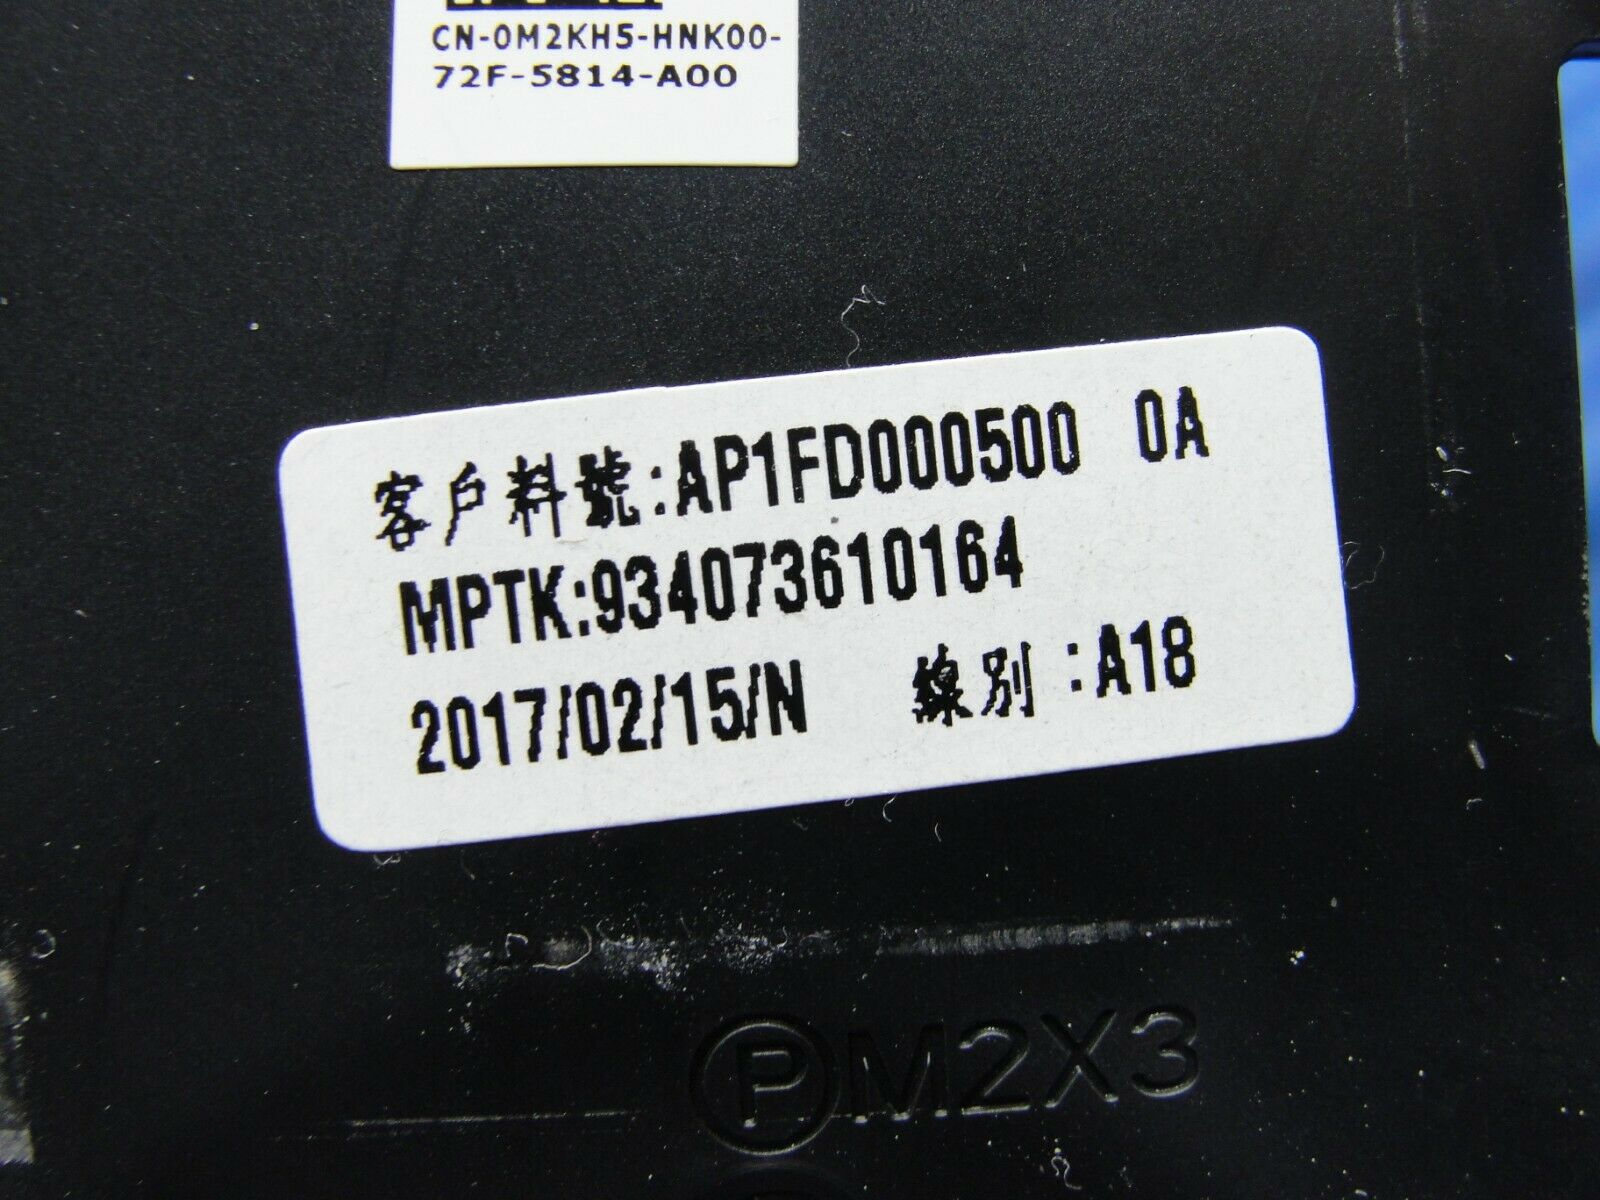 CN-0M2KH5-HNK00-
72F-5814-A00
客戶料號:AP1FD000500 0A
MPTK:934073610164
2017/02/15/N 線別:A18
Ⓟ M2X3